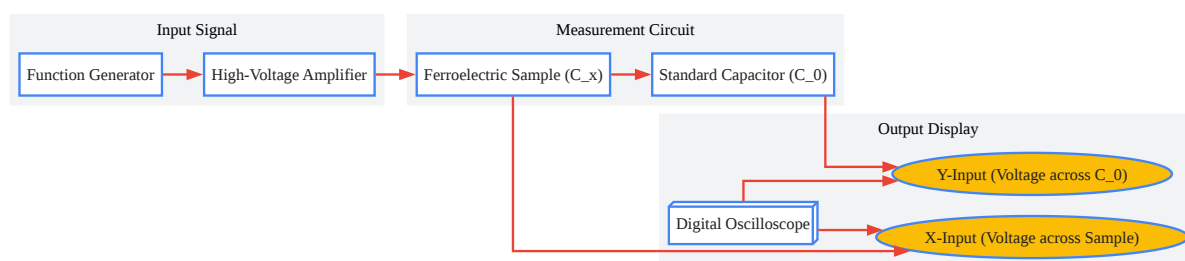 Input Signal
Measurement Circuit
Function Generator
High-Voltage Amplifier
Ferroelectric Sample (C_x)
Standard Capacitor (C_0)
Output Display
Y-Input (Voltage across C_0)
Digital Oscilloscope
X-Input (Voltage across Sample)